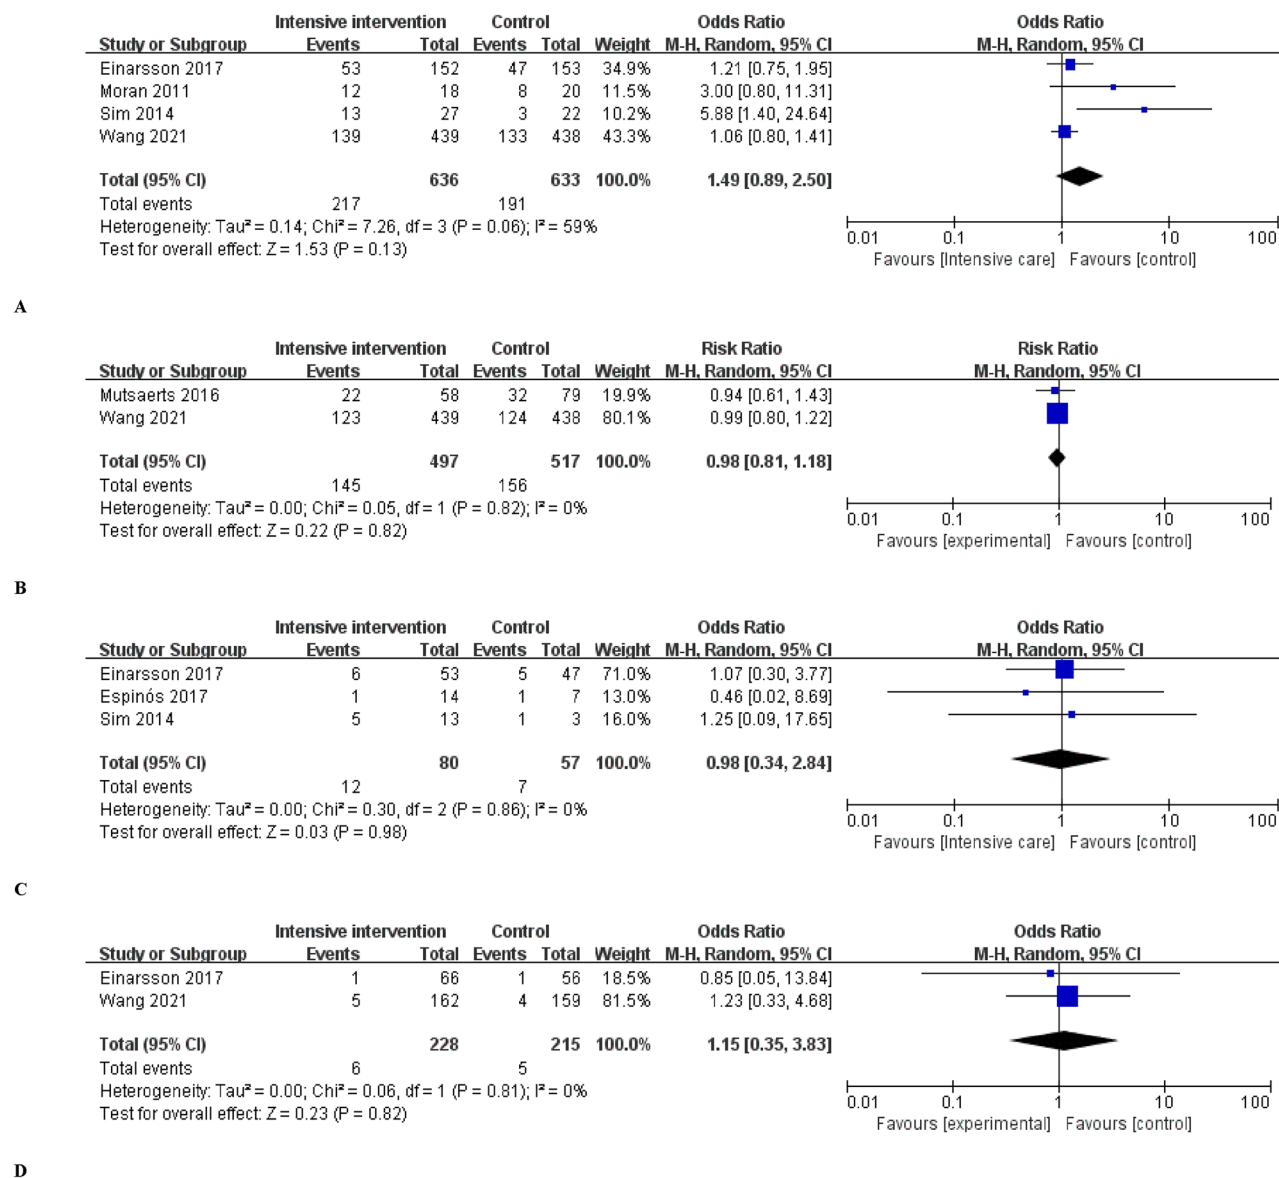 Intensive intervention Control Odds Ratio Odds Ratio
Study or Subgroup Events Total Events Total Weight M-H, Random, 95% CI M-H, Random, 95% CI
Einarsson 2017 53 152 47 153 34.9% 1.21 [0.75, 1.95]
Moran 2011 12 18 8 20 11.5% 3.00 [0.80, 11.31]
Sim 2014 13 27 3 22 10.2% 5.88 [1.40, 24.64]
Wang 2021 139 439 133 438 43.3% 1.06 [0.80, 1.41]
Total (95% CI) 636 633 100.0% 1.49 [0.89, 2.50]
Total events 217 191
Heterogeneity: Tau² = 0.14; Chi² = 7.26, df = 3 (P = 0.06); I² = 59%
Test for overall effect: Z = 1.53 (P = 0.13)
0.01 0.1 1 10 100
Favours [Intensive care] Favours [control]
A
Intensive intervention Control Risk Ratio Risk Ratio
Study or Subgroup Events Total Events Total Weight M-H, Random, 95% CI M-H, Random, 95% CI
Mutsaerts 2016 22 58 32 79 19.9% 0.94 [0.61, 1.43]
Wang 2021 123 439 124 438 80.1% 0.99 [0.80, 1.22]
Total (95% CI) 497 517 100.0% 0.98 [0.81, 1.18]
Total events 145 156
Heterogeneity: Tau² = 0.00; Chi² = 0.05, df = 1 (P = 0.82); I² = 0%
Test for overall effect: Z = 0.22 (P = 0.82)
0.01 0.1 1 10 100
Favours [experimental] Favours [control]
B
Intensive intervention Control Odds Ratio Odds Ratio
Study or Subgroup Events Total Events Total Weight M-H, Random, 95% CI M-H, Random, 95% CI
Einarsson 2017 6 53 5 47 71.0% 1.07 [0.30, 3.77]
Espinós 2017 1 14 1 7 13.0% 0.46 [0.02, 8.69]
Sim 2014 5 13 1 3 16.0% 1.25 [0.09, 17.65]
Total (95% CI) 80 57 100.0% 0.98 [0.34, 2.84]
Total events 12 7
Heterogeneity: Tau² = 0.00; Chi² = 0.30, df = 2 (P = 0.86); I² = 0%
Test for overall effect: Z = 0.03 (P = 0.98)
0.01 0.1 1 10 100
Favours [Intensive care] Favours [control]
C
Intensive intervention Control Odds Ratio Odds Ratio
Study or Subgroup Events Total Events Total Weight M-H, Random, 95% CI M-H, Random, 95% CI
Einarsson 2017 1 66 1 56 18.5% 0.85 [0.05, 13.84]
Wang 2021 5 162 4 159 81.5% 1.23 [0.33, 4.68]
Total (95% CI) 228 215 100.0% 1.15 [0.35, 3.83]
Total events 6 5
Heterogeneity: Tau² = 0.00; Chi² = 0.06, df = 1 (P = 0.81); I² = 0%
Test for overall effect: Z = 0.23 (P = 0.82)
0.01 0.1 1 10 100
Favours [experimental] Favours [control]
D